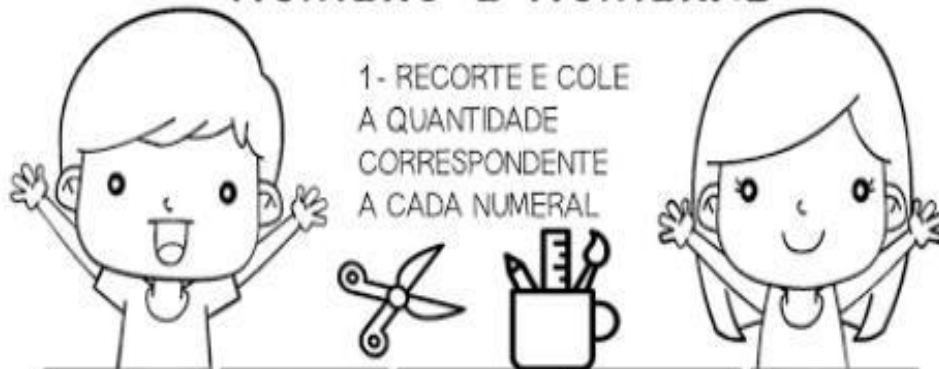 1- RECORTE E COLE
A QUANTIDADE
CORRESPONDENTE
A CADA NUMERAL